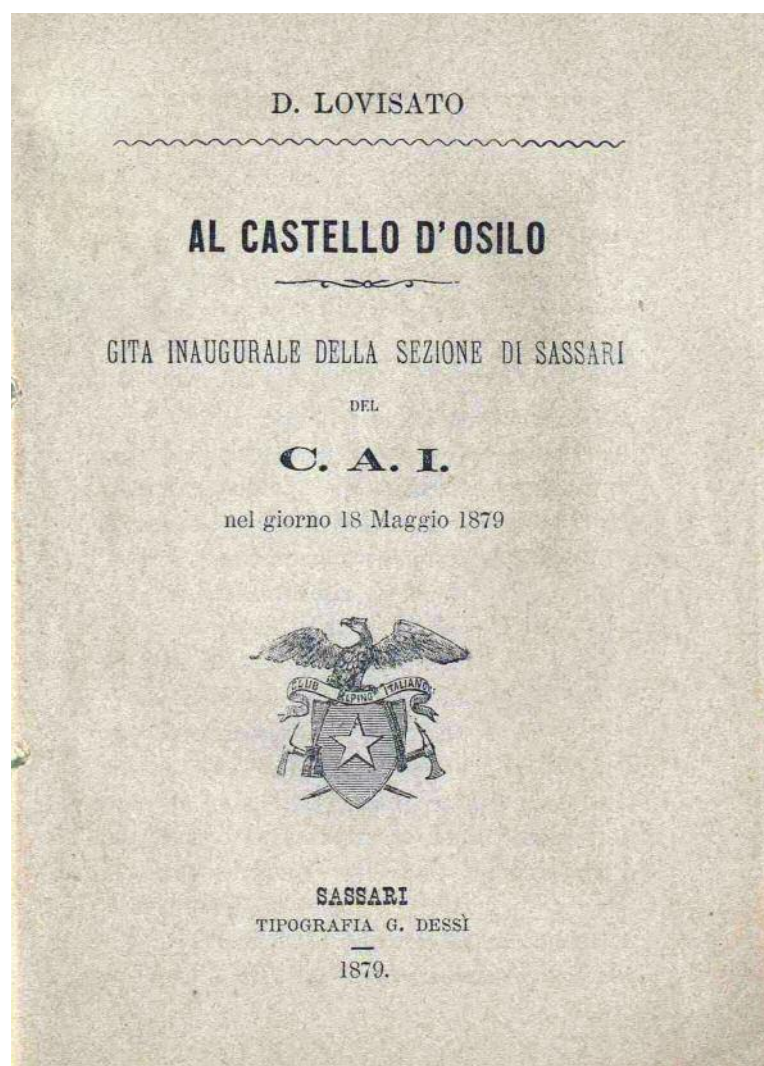 D. LOVISATO
AL CASTELLO D'OSILO
GITA INAUGURALE DELLA SEZIONE DI SASSARI
DEL
C. A. I.
nel giorno 18 Maggio 1879
CLUB ALPINO ITALIANO
SASSARI
TIPOGRAFIA G. DESSÌ
1879.